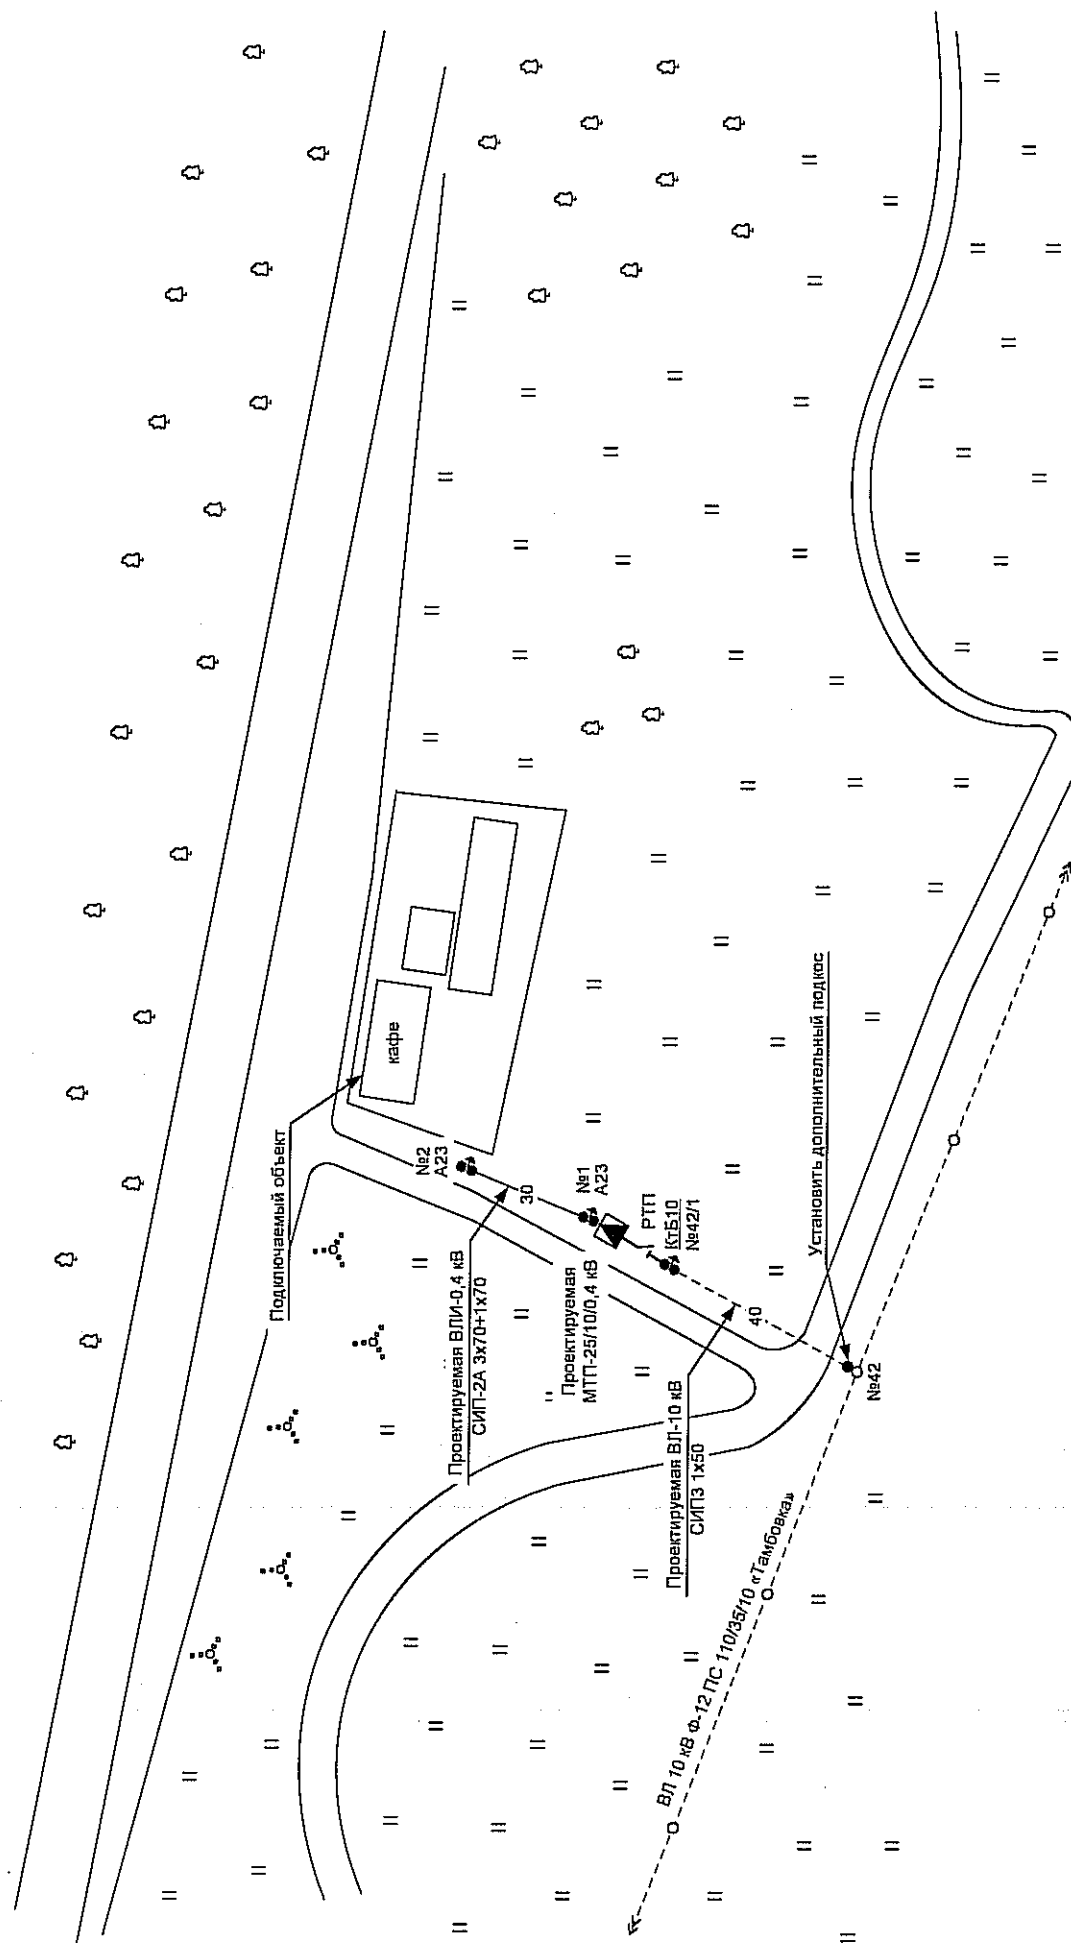 Подключаемый объект
кафе
№2
А23
Проектируемая ВЛИ-0,4 кВ
СИП-2А 3х70+1х70
30
№1
А23
Проектируемая
МТП-25/10/0,4 кВ
РТП
КтБ10
№42/1
Проектируемая ВЛ-10 кВ
СИП3 1х50
40
Установить дополнительный подкос
№42
ВЛ 10 кВ Ф-12 ПС 110/35/10 «Тамбовка»